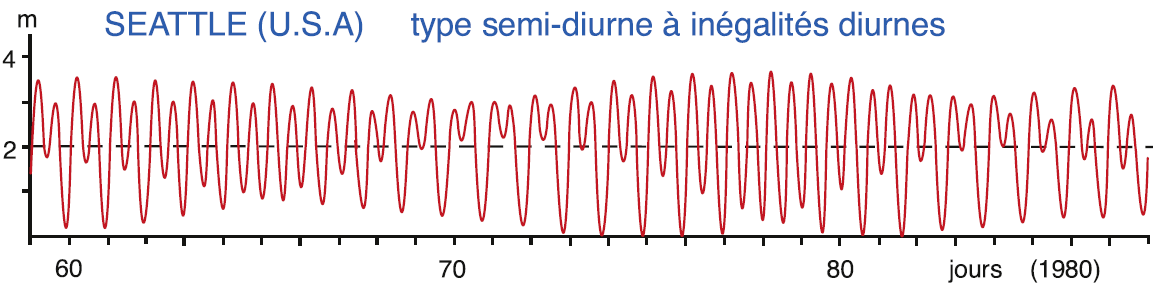 m
SEATTLE (U.S.A) type semi-diurne à inégalités diurnes
4
2
60 70 80 jours (1980)